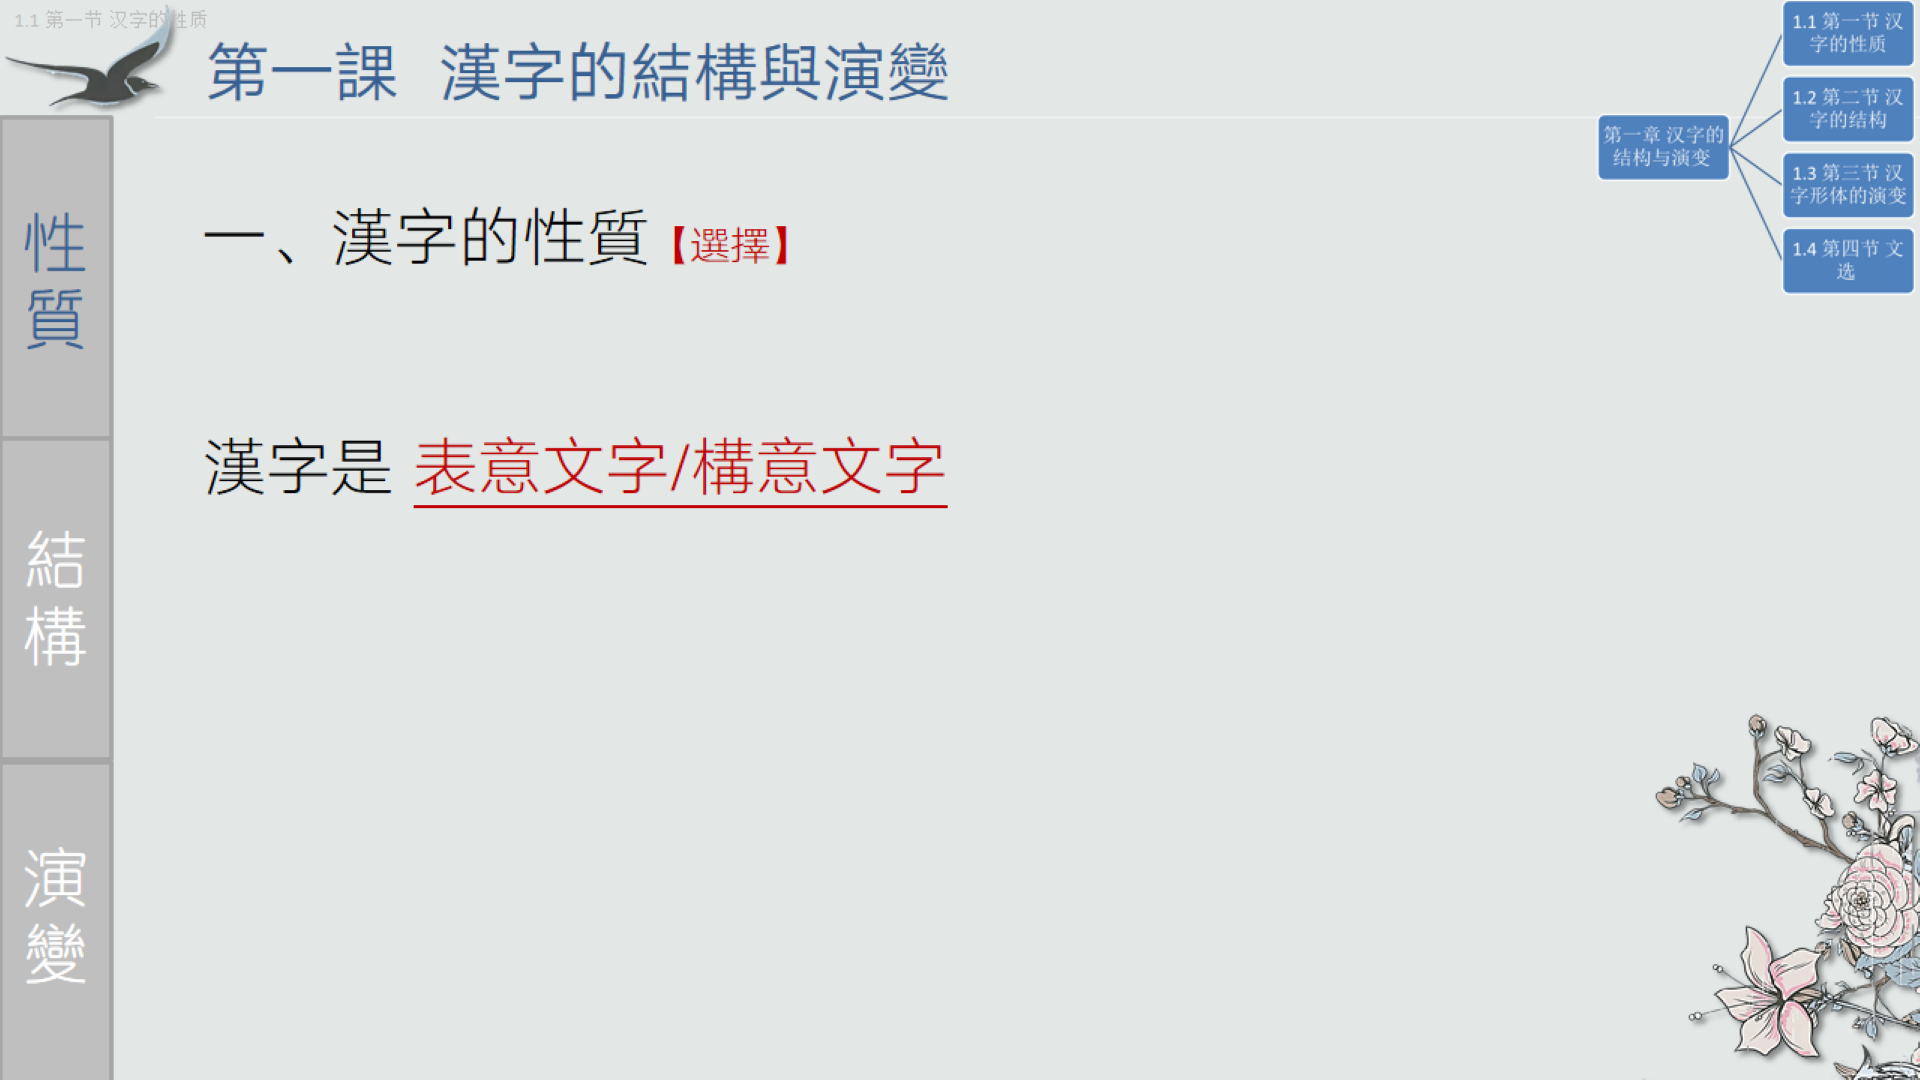 1.1 第一节 汉字的性质
第一課 漢字的結構與演變
性
質
結
構
演
變
一、漢字的性質【選擇】
漢字是 表意文字/構意文字
第一章 汉字的
结构与演变
1.1 第一节 汉
字的性质
1.2 第二节 汉
字的结构
1.3 第三节 汉
字形体的演变
1.4 第四节 文
选